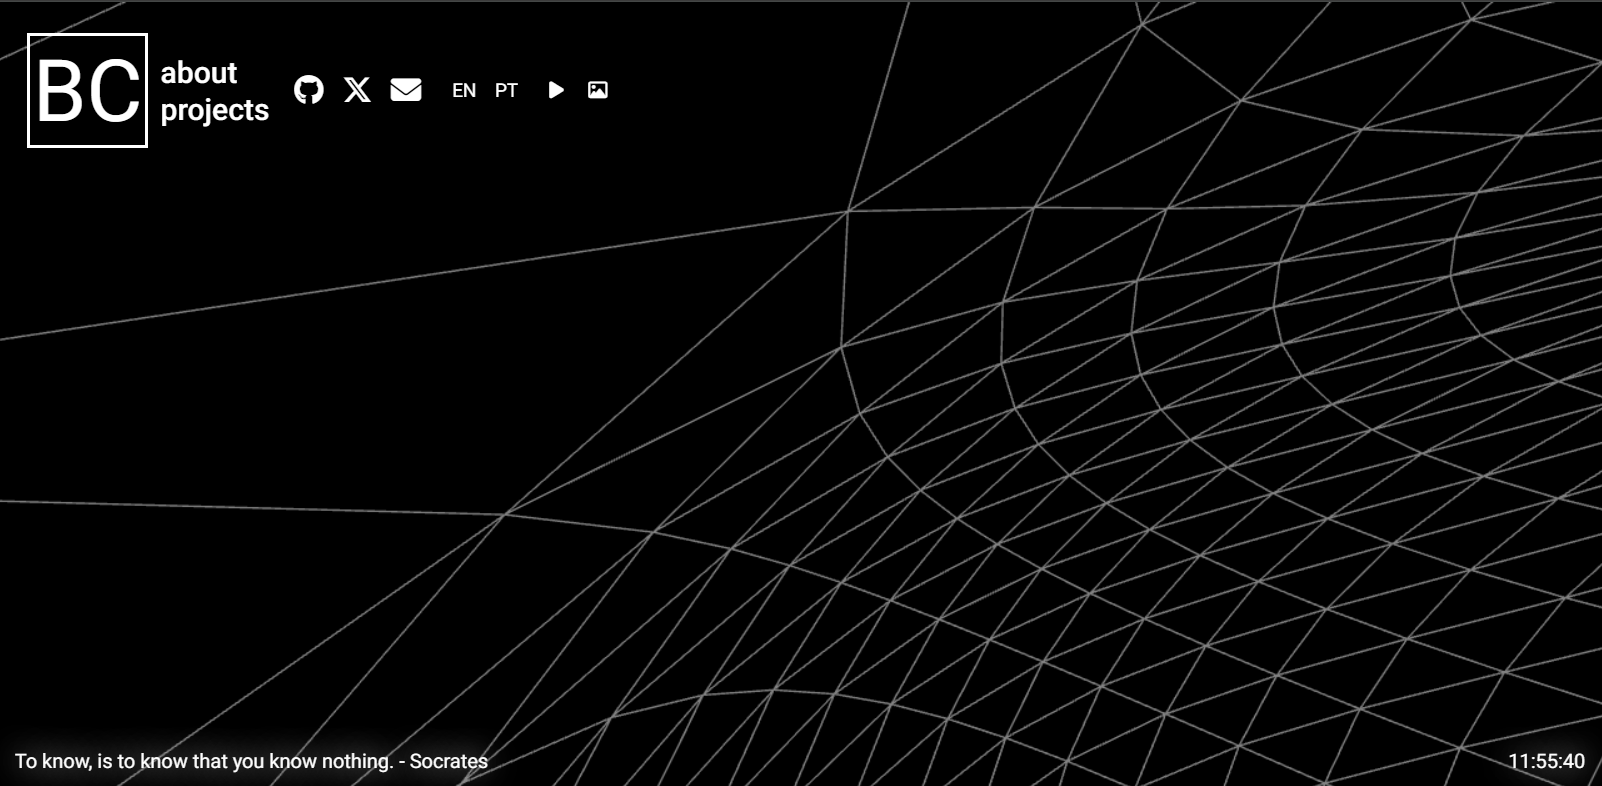 BC
about
projects
EN PT
To know, is to know that you know nothing. - Socrates
11:55:40